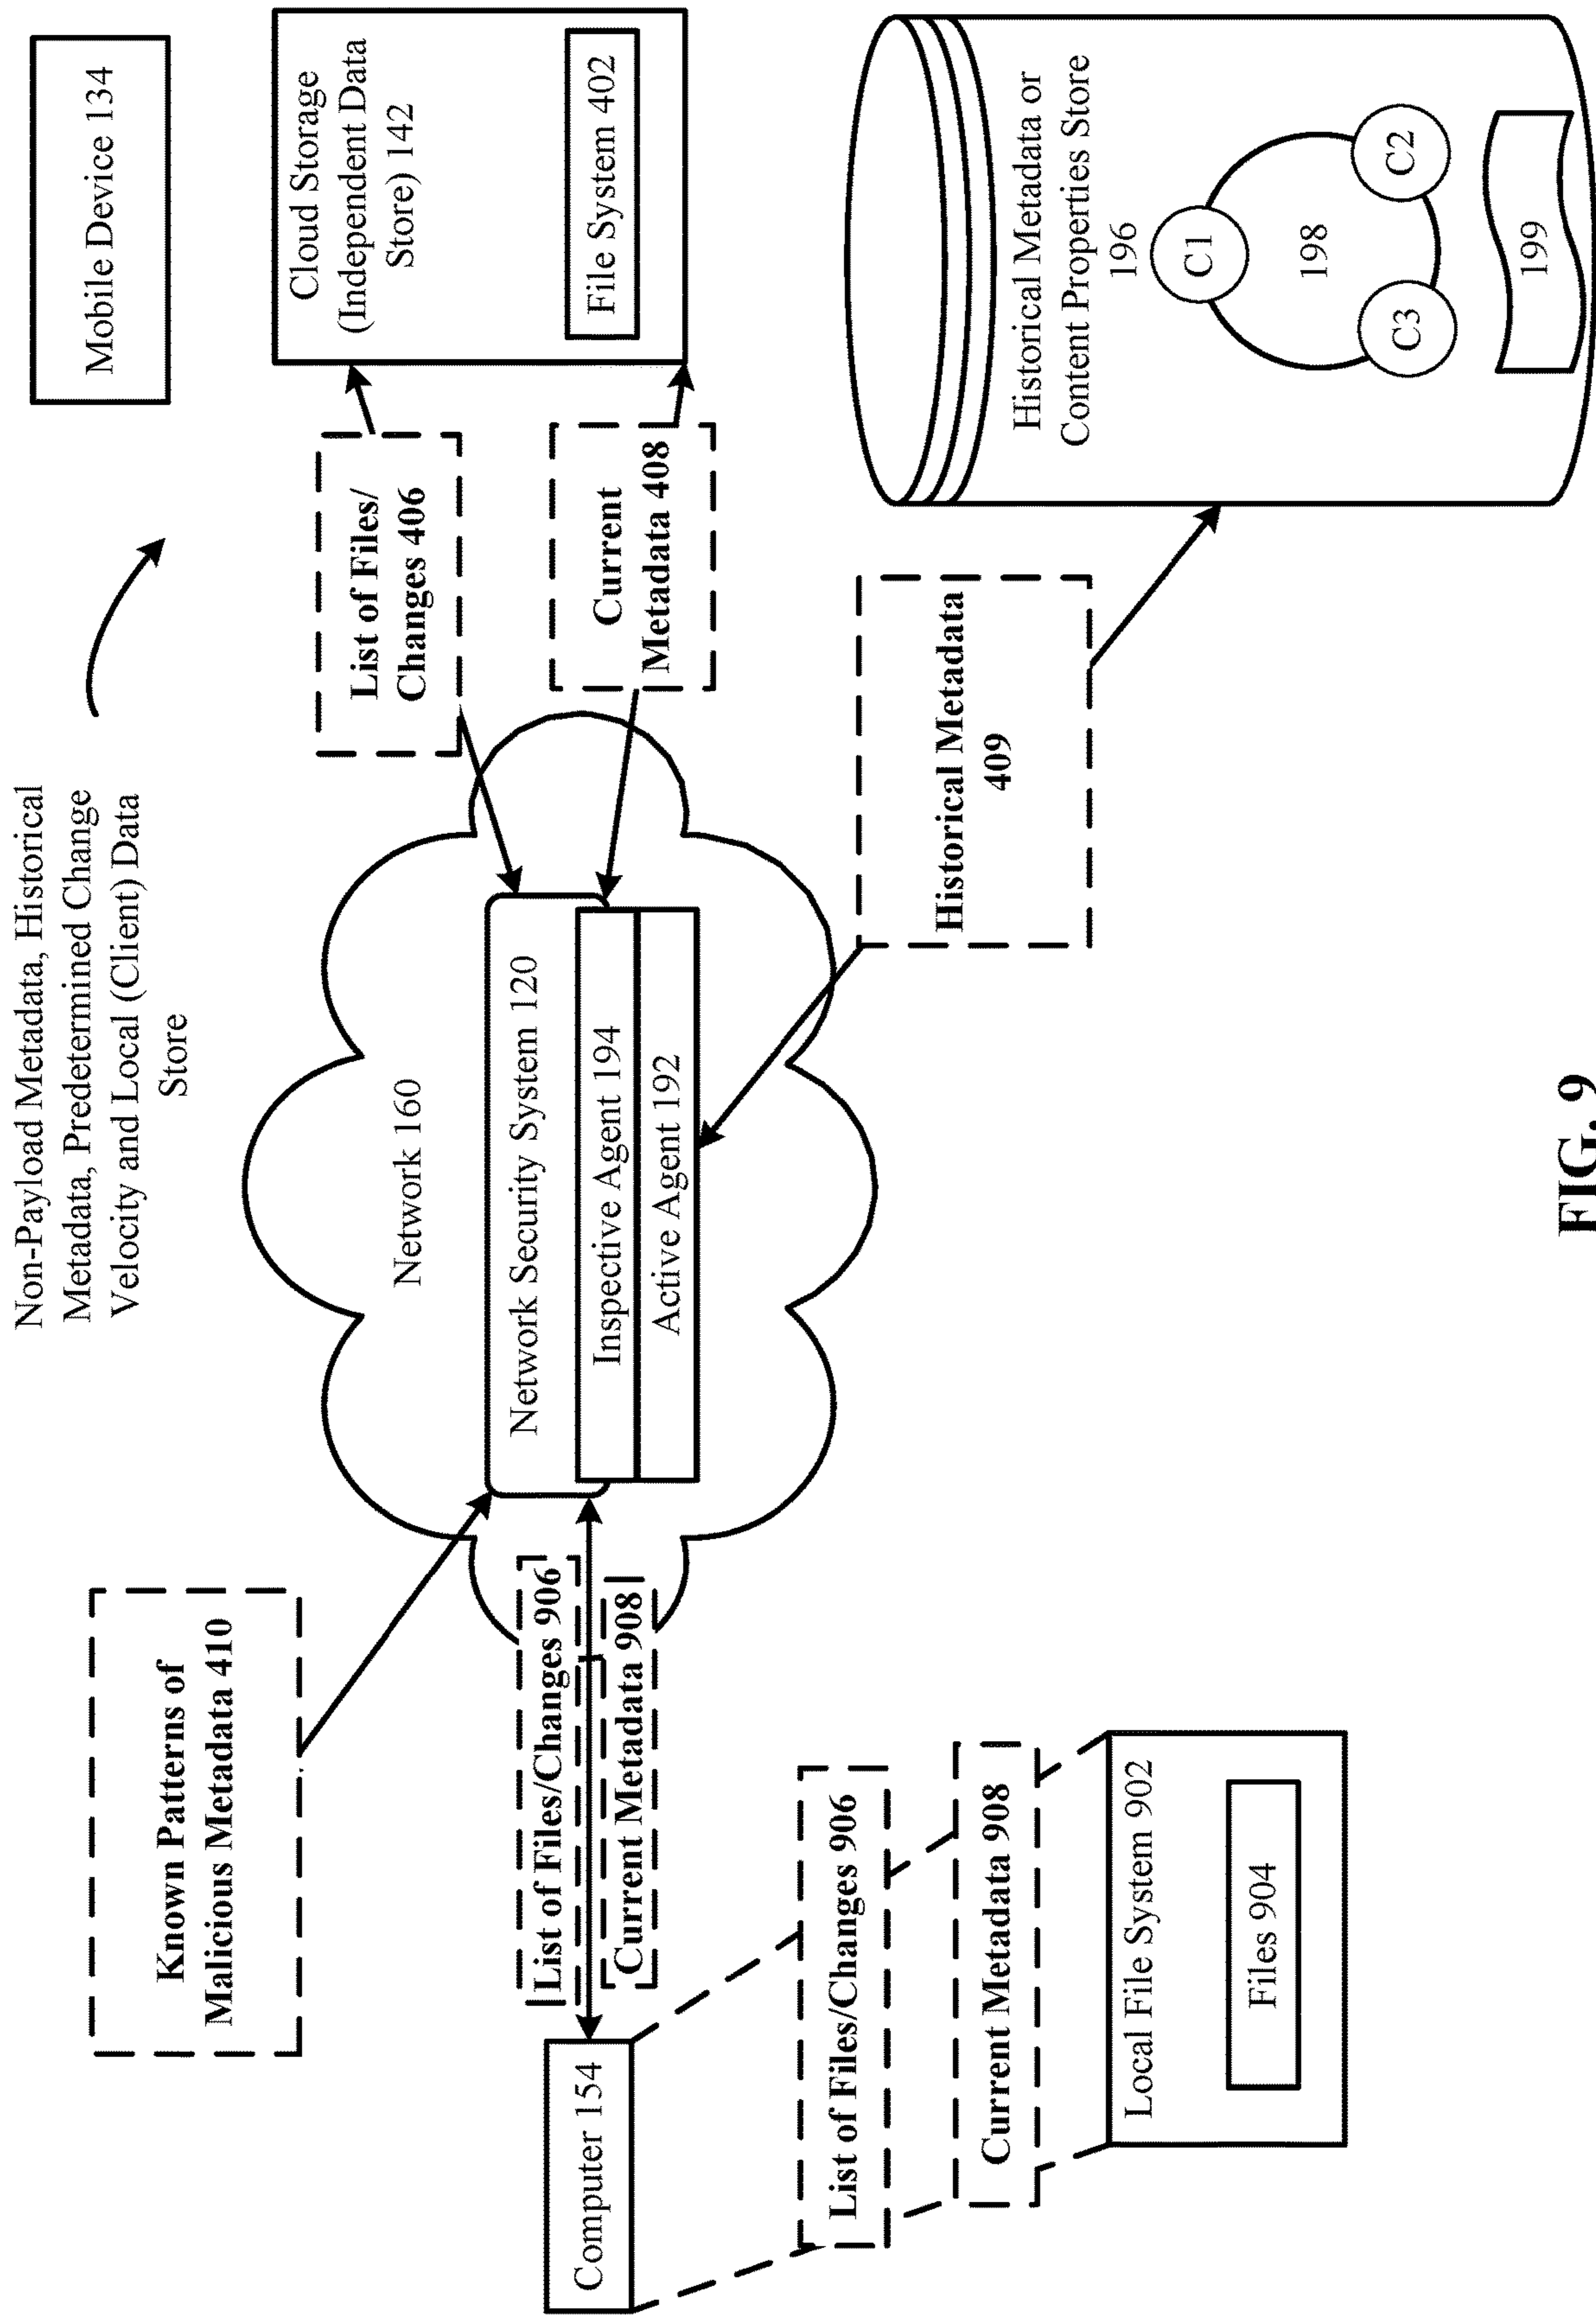 Non-Payload Metadata, Historical
Metadata, Predetermined Change
Velocity and Local (Client) Data
Store
Mobile Device 134
Known Patterns of
Malicious Metadata 410
Network 160
List of Files/
Changes 406
Cloud Storage
(Independent Data
Store) 142
File System 402
Computer 154
List of Files/Changes 906
Current Metadata 908
Network Security System 120
Inspective Agent 194
Active Agent 192
Current
Metadata 408
List of Files/Changes 906
Current Metadata 908
Local File System 902
Files 904
Historical Metadata
409
Historical Metadata or
Content Properties Store
196
C1
198
C3
C2
199
FIG. 9